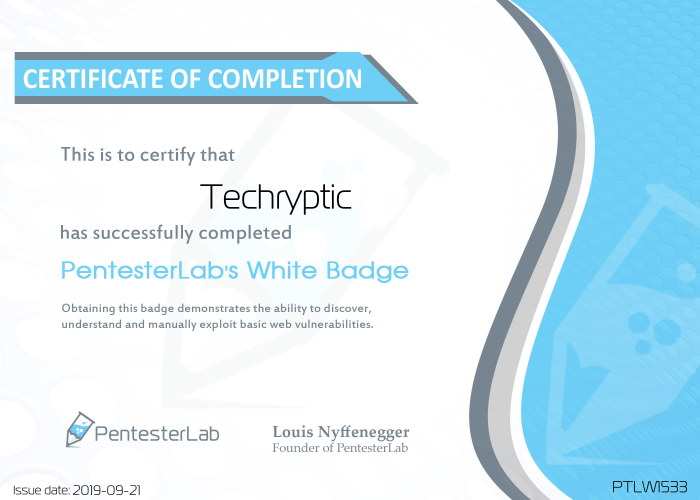 CERTIFICATE OF COMPLETION
This is to certify that
Techryptic
has successfully completed
PentesterLab's White Badge
Obtaining this badge demonstrates the ability to discover,
understand and manually exploit basic web vulnerabilities.
PentesterLab
Louis Nyffenegger
Founder of PentesterLab
Issue date: 2019-09-21
PTLW1533